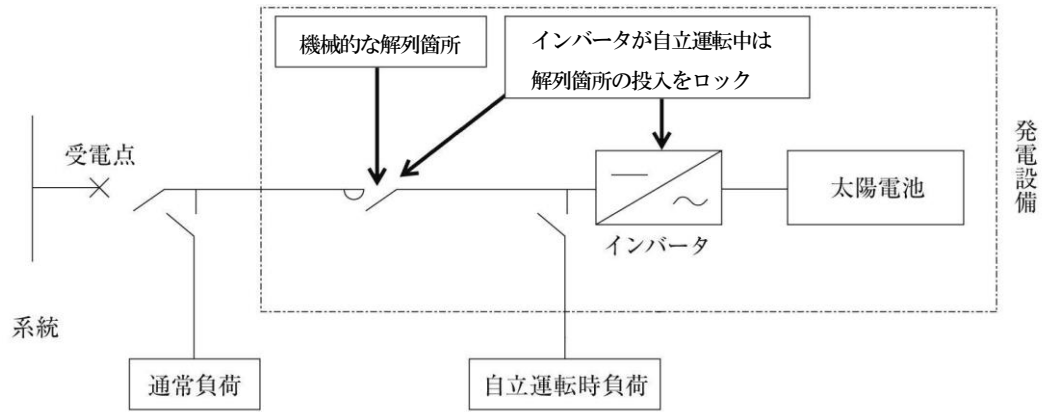 機械的な解列箇所
インバータが自立運転中は
解列箇所の投入をロック
受電点
発電設備
太陽電池
インバータ
系統
通常負荷
自立運転時負荷